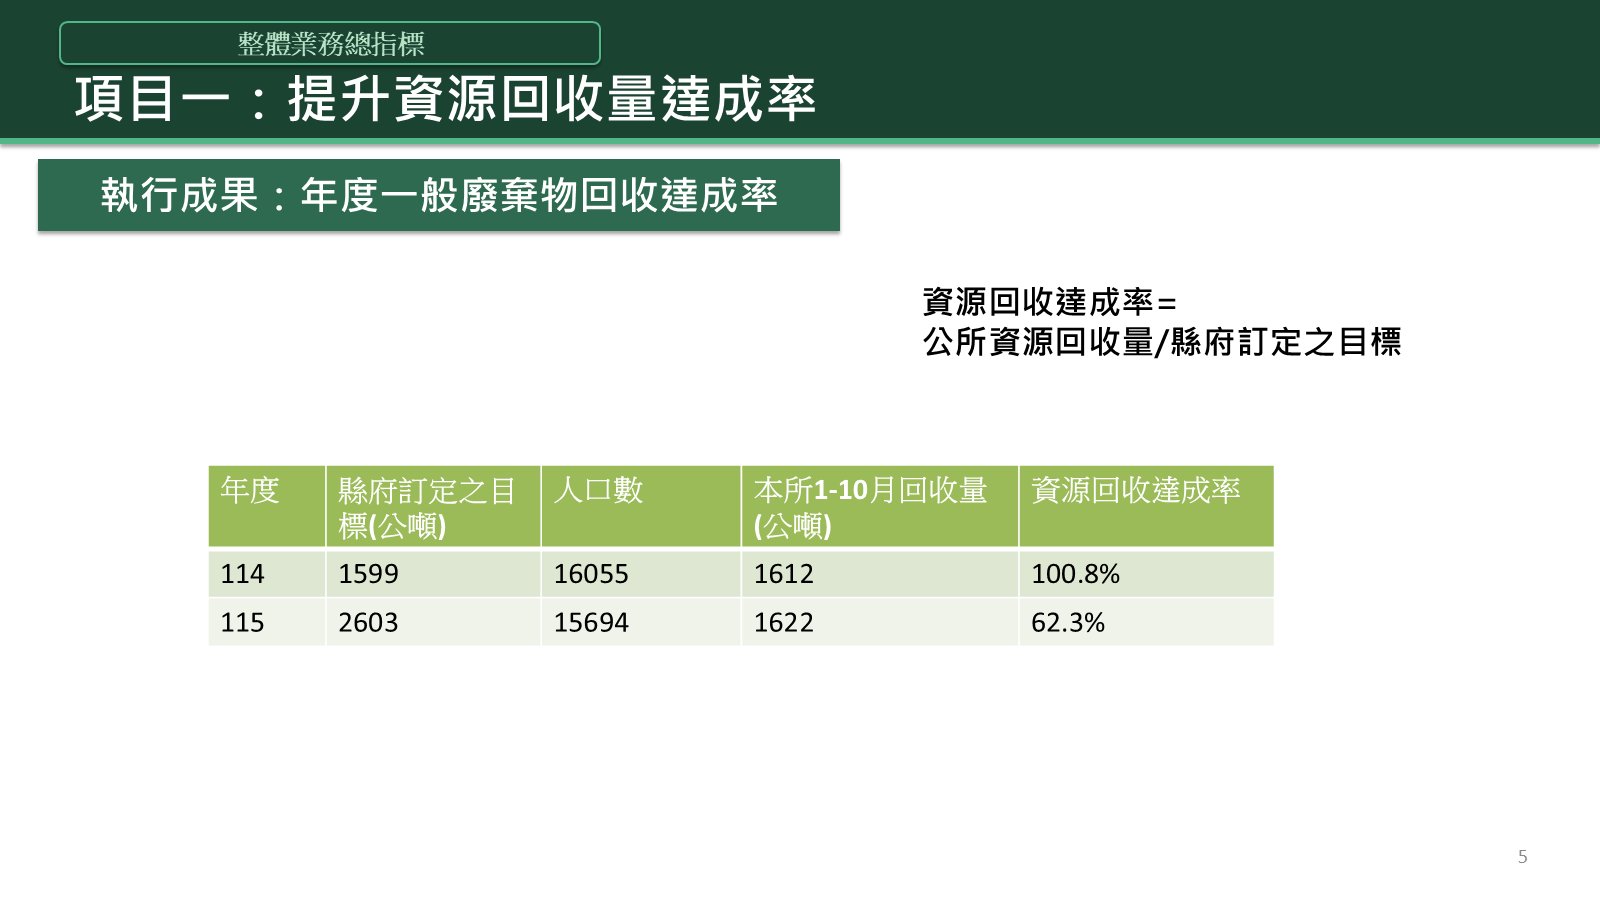 整體業務總指標
項目一：提升資源回收量達成率
執行成果：年度一般廢棄物回收達成率
資源回收達成率=
公所資源回收量/縣府訂定之目標
年度 縣府訂定之目標(公噸) 人口數 本所1-10月回收量(公噸) 資源回收達成率
114 1599 16055 1612 100.8%
115 2603 15694 1622 62.3%
5